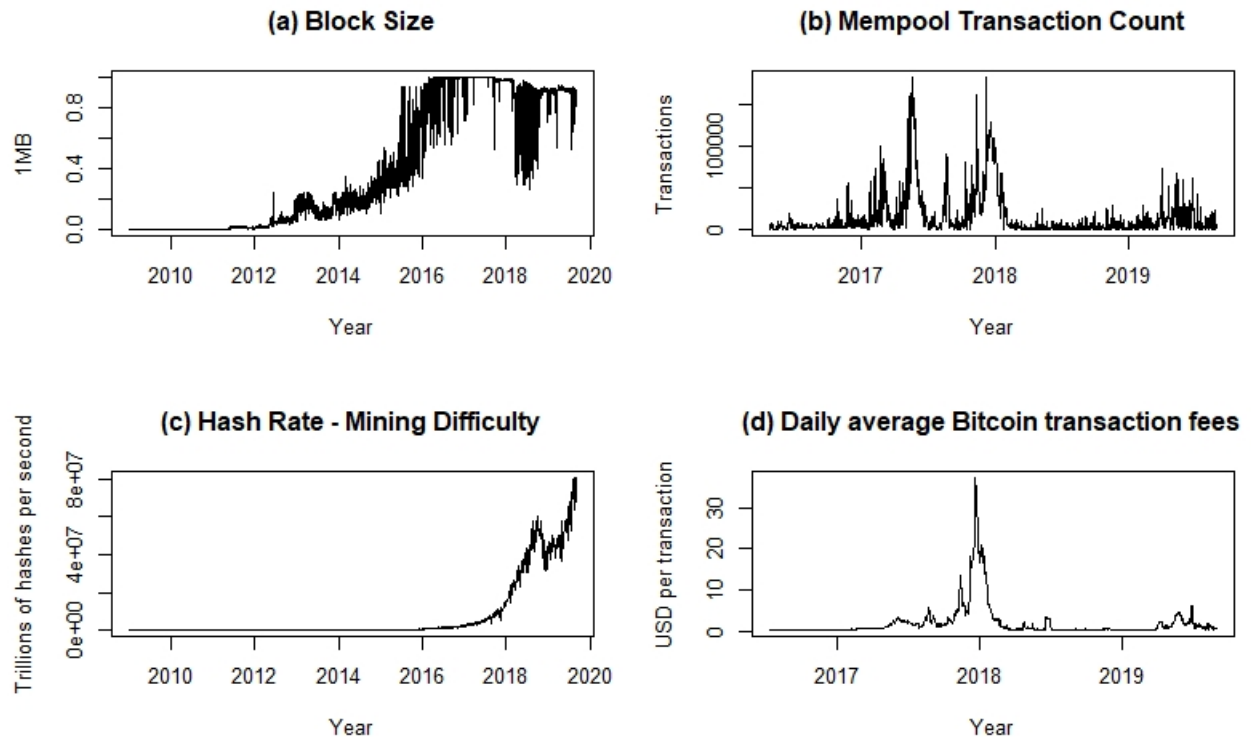 (a) Block Size
1MB
0.8
0.4
0.0
2010 2012 2014 2016 2018 2020
Year
(b) Mempool Transaction Count
Transactions
100000
0
2017 2018 2019
Year
(c) Hash Rate - Mining Difficulty
Trillions of hashes per second
8e+07
4e+07
0e+00
2010 2012 2014 2016 2018 2020
Year
(d) Daily average Bitcoin transaction fees
USD per transaction
30
20
10
0
2017 2018 2019
Year